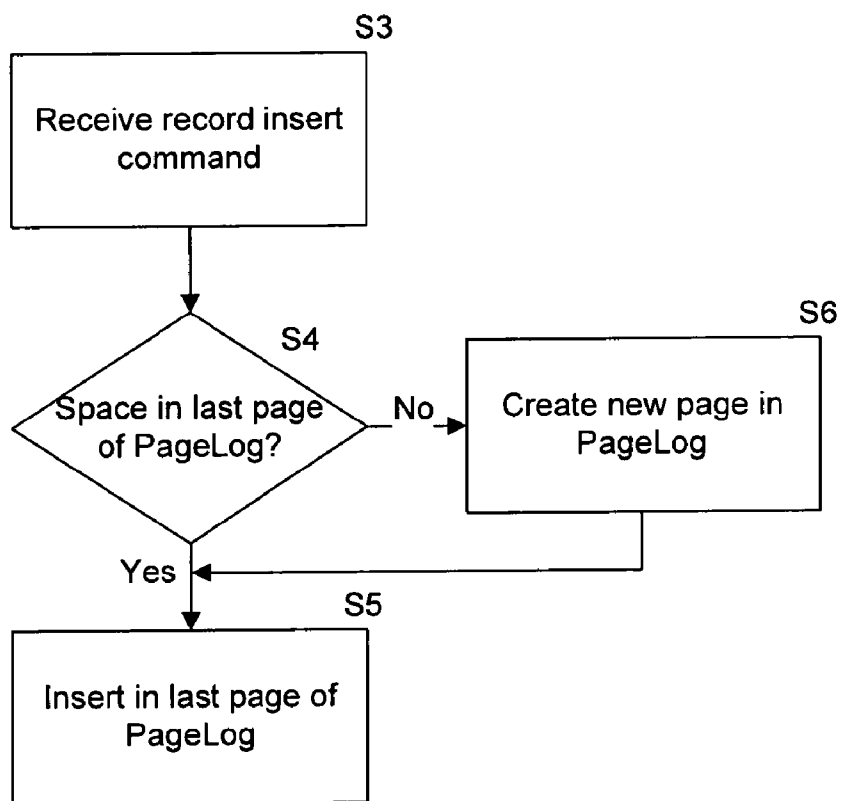 S3
Receive record insert
command
S4
Space in last page
of PageLog?
No
S6
Create new page in
PageLog
Yes
S5
Insert in last page of
PageLog